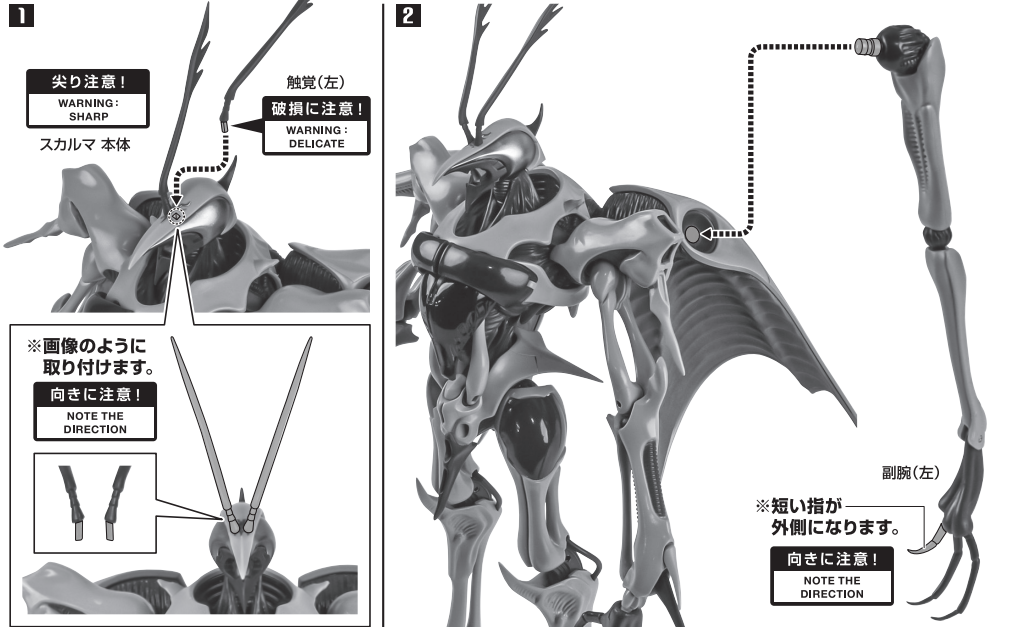 1
尖り注意!
WARNING:
SHARP
触覚(左)
破損に注意!
WARNING:
DELICATE
スカルマ 本体
※画像のように
取り付けます。
向きに注意!
NOTE THE
DIRECTION
2
副腕(左)
※短い指が
外側になります。
向きに注意!
NOTE THE
DIRECTION